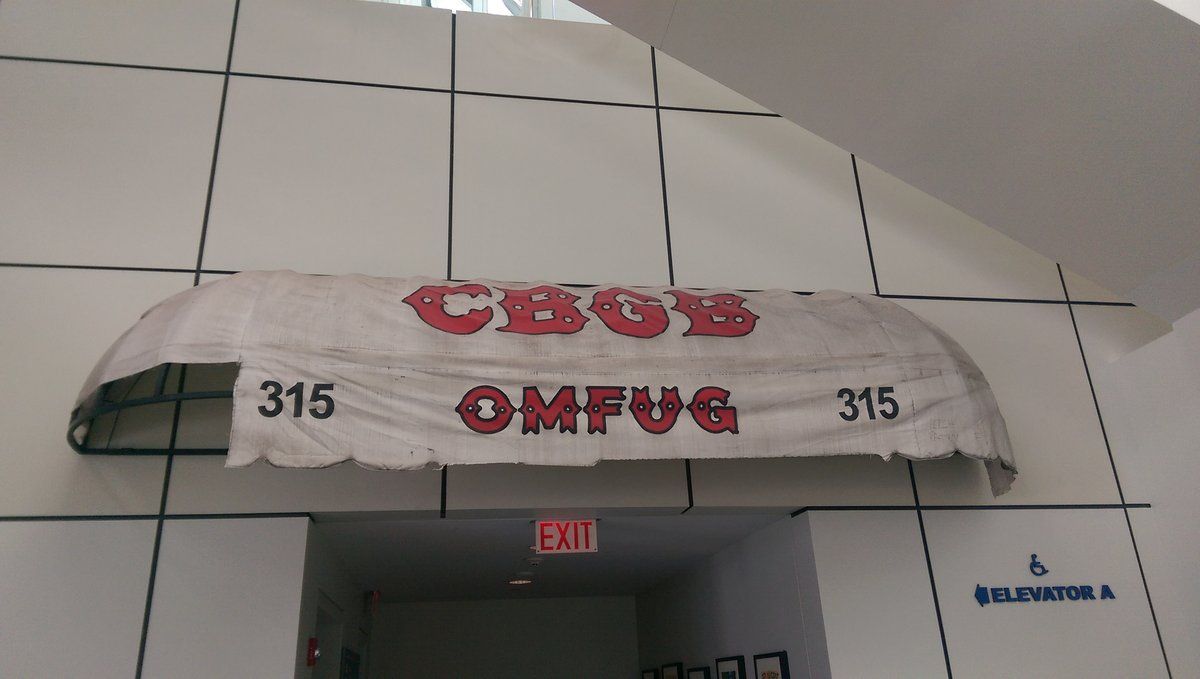 CBGB
315 OMFUG 315
EXIT
ELEVATOR A